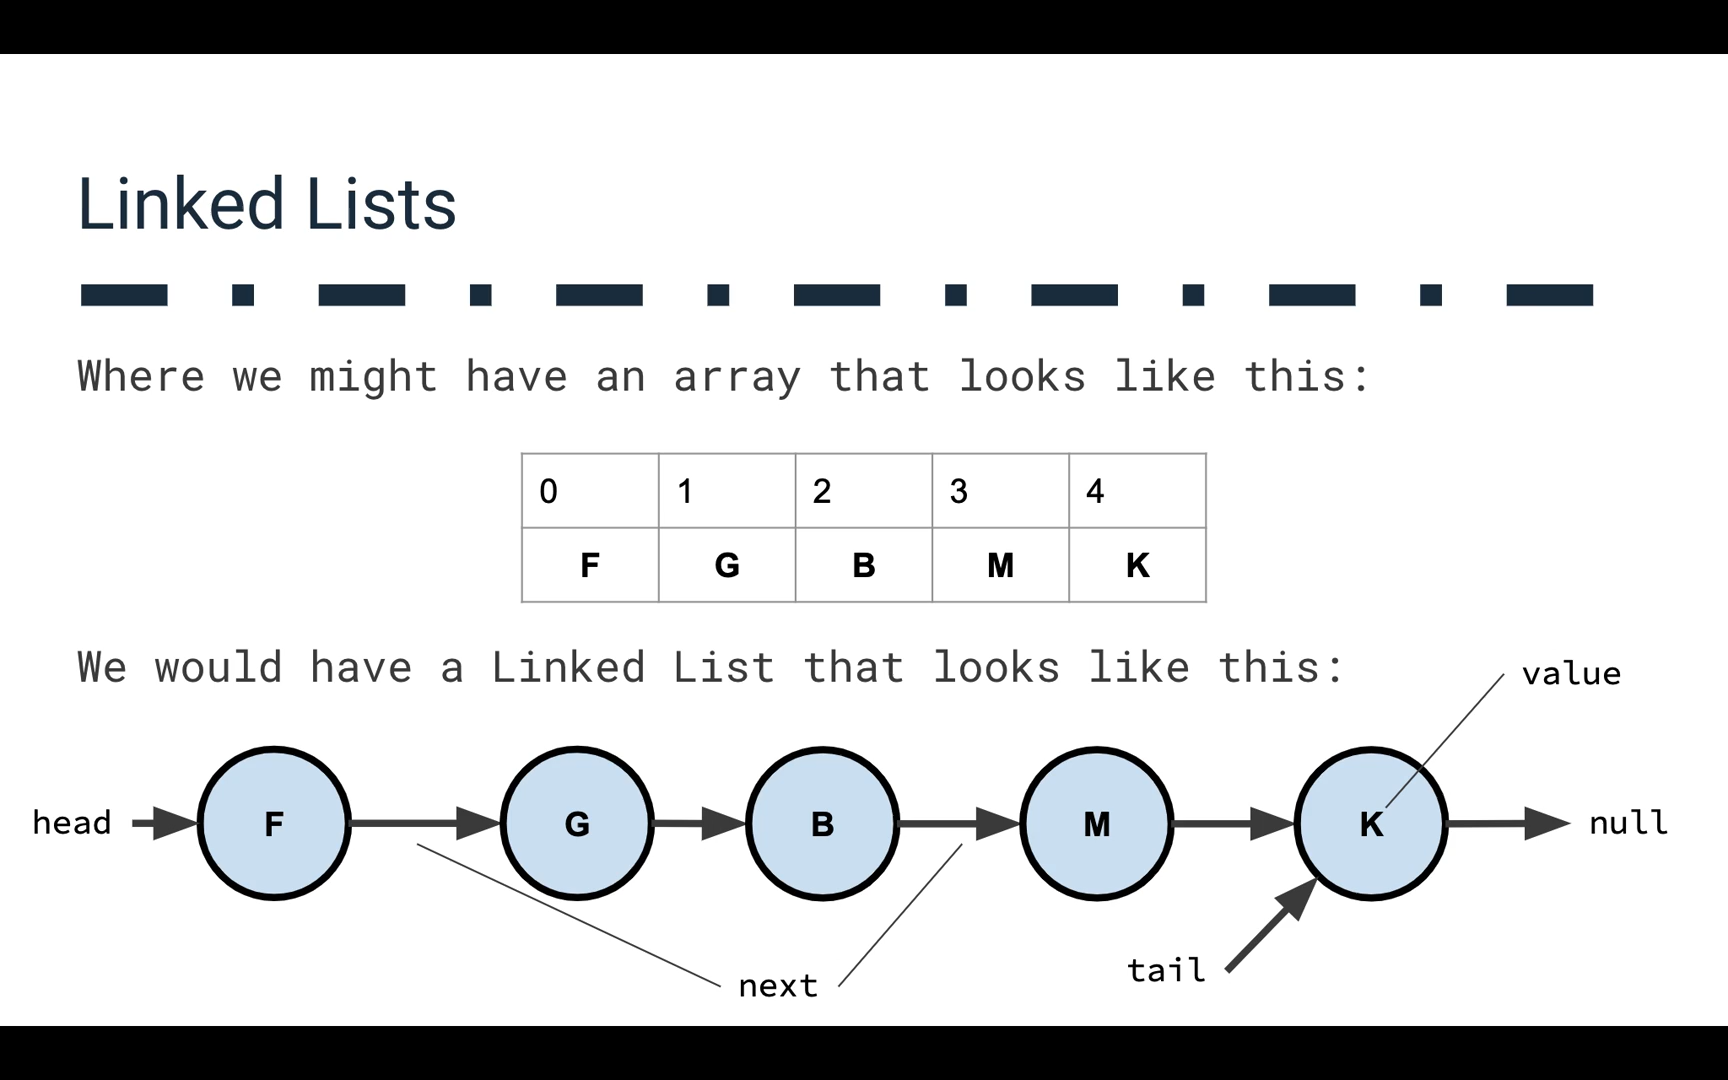 Linked Lists
Where we might have an array that looks like this:
0 1 2 3 4
F G B M K
We would have a Linked List that looks like this:
value
head F G B M K null
tail
next